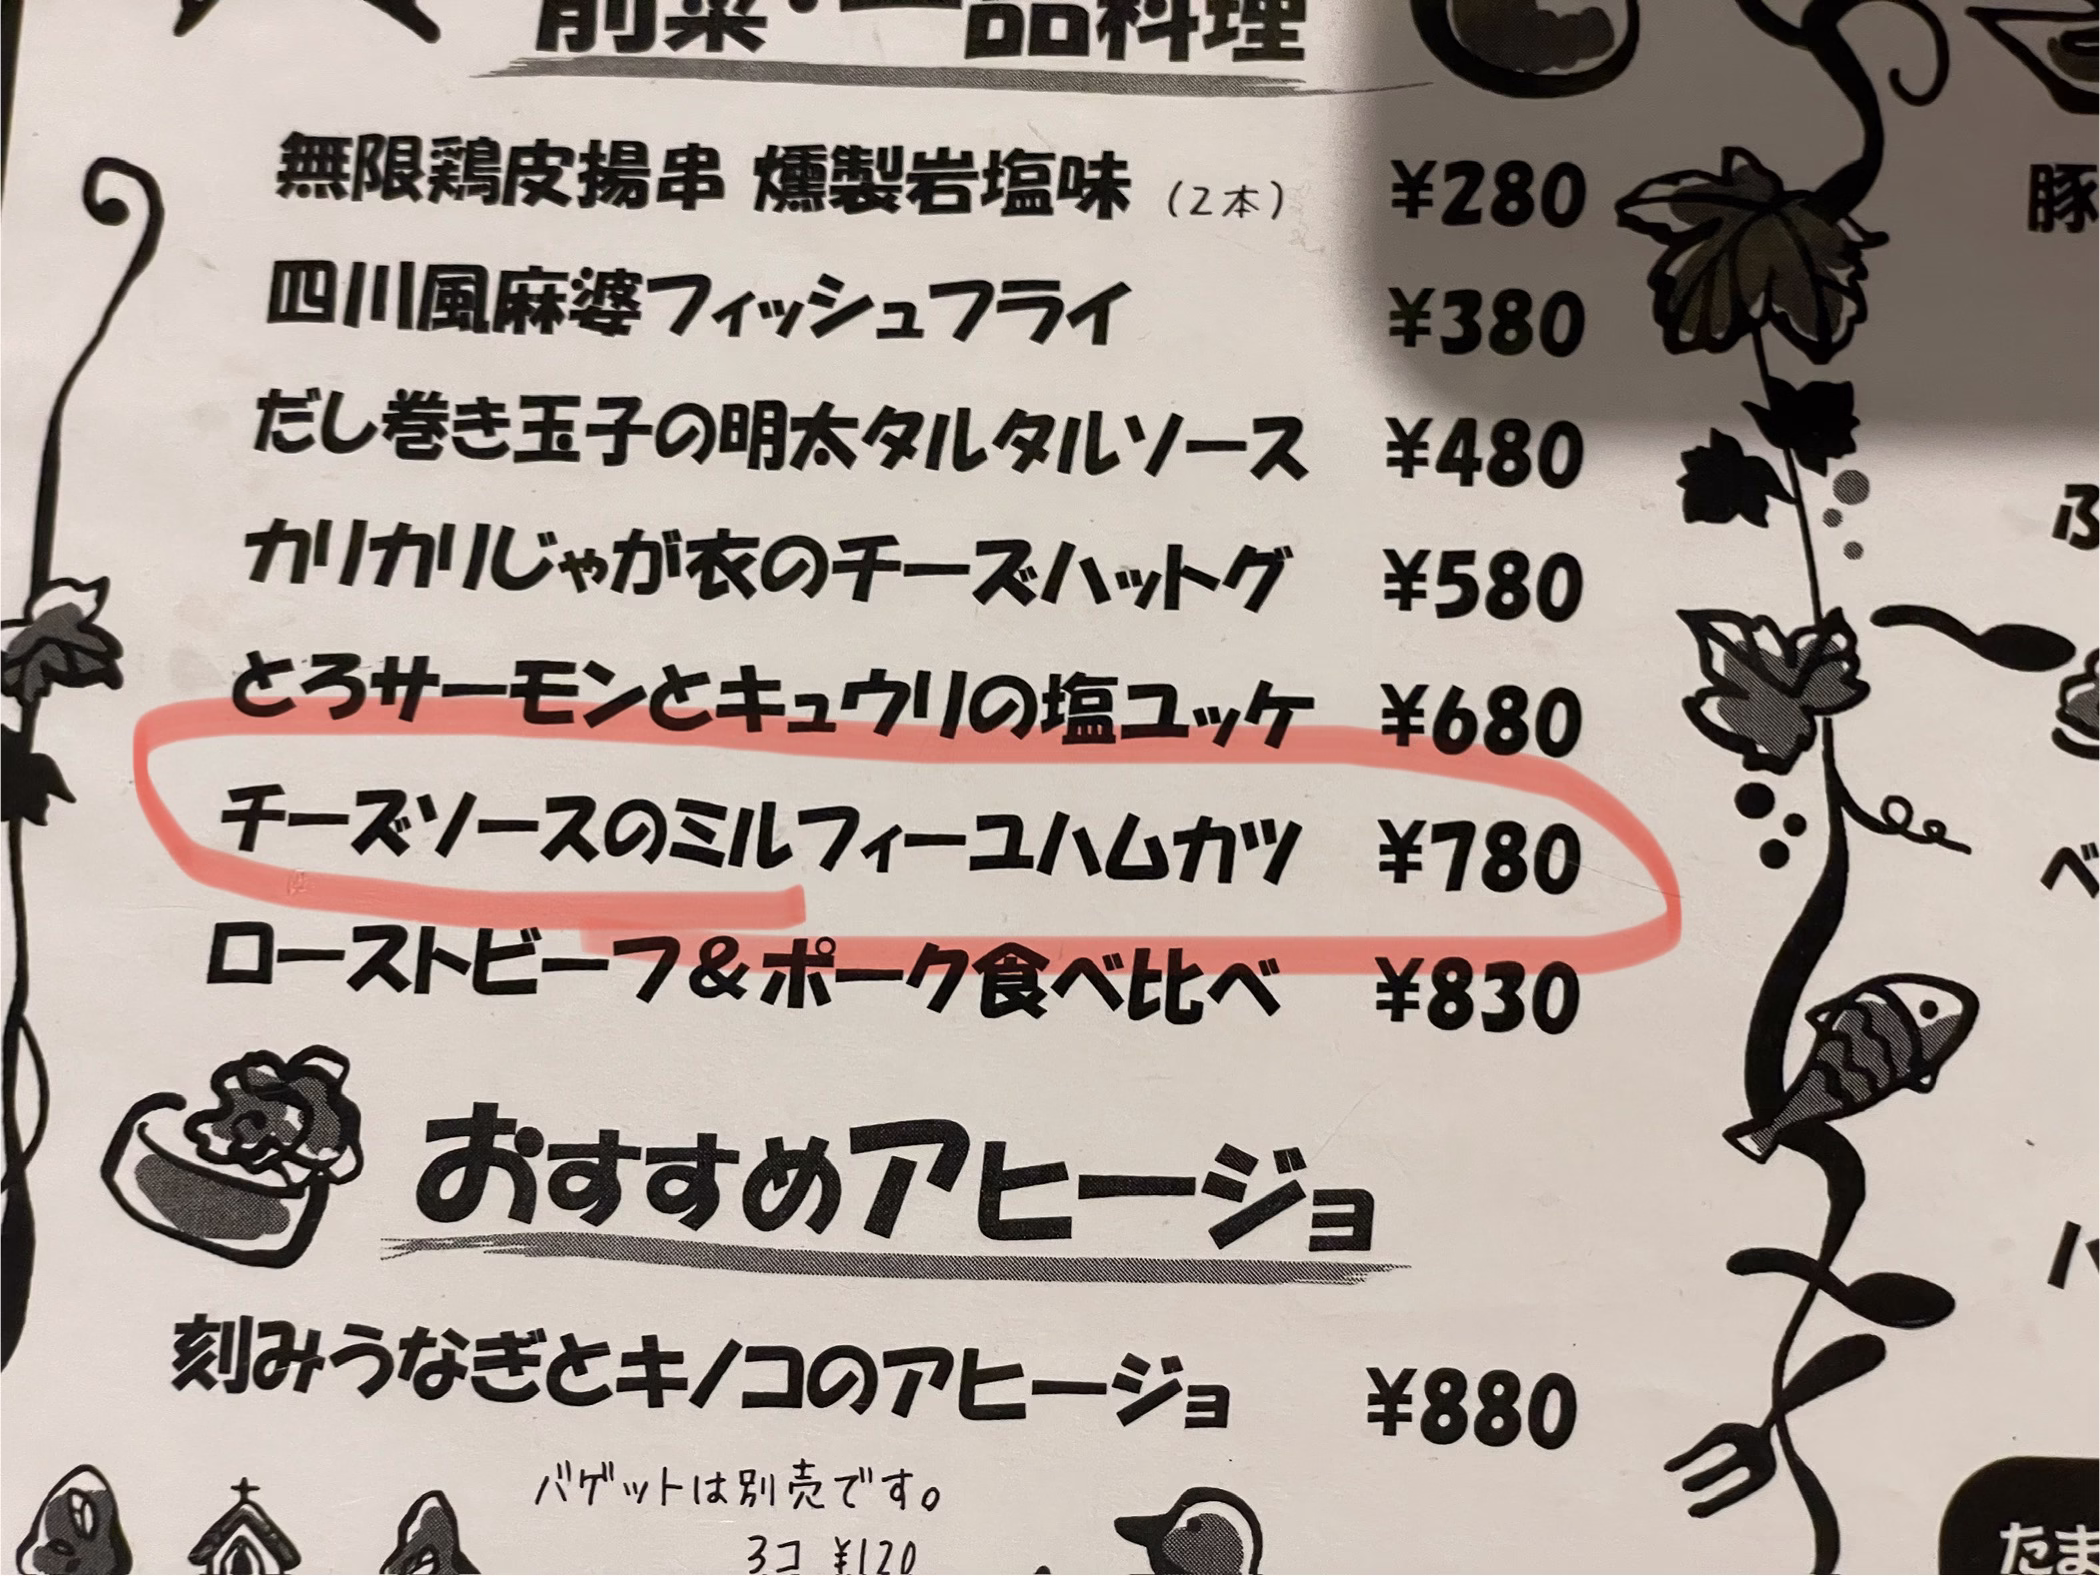 前菜・一品料理
無限鶏皮揚串 燻製岩塩味 (2本) ¥280
四川風麻婆フィッシュフライ ¥380
だし巻き玉子の明太タルタルソース ¥480
カリカリじゃが衣のチーズハットグ ¥580
とろサーモンとキュウリの塩ユッケ ¥680
チーズソースのミルフィーユハムカツ ¥780
ローストビーフ&ポーク食べ比べ ¥830
おすすめアヒージョ
刻みうなぎとキノコのアヒージョ ¥880
バゲットは別売です。
3コ ¥120
豚
ふ
べ
ハ
たま